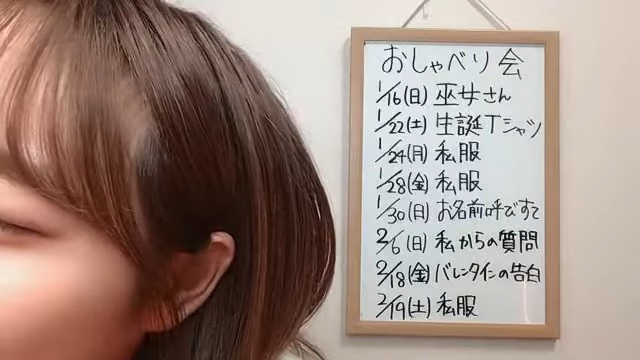 おしゃべり会
1/16(日) 巫女さん
1/22(土) 生誕Tシャツ
1/24(月) 私服
1/28(金) 私服
1/30(日) お名前呼びすて
2/6(日) 私からの質問
2/18(金) バレンタインの告白
2/19(土) 私服